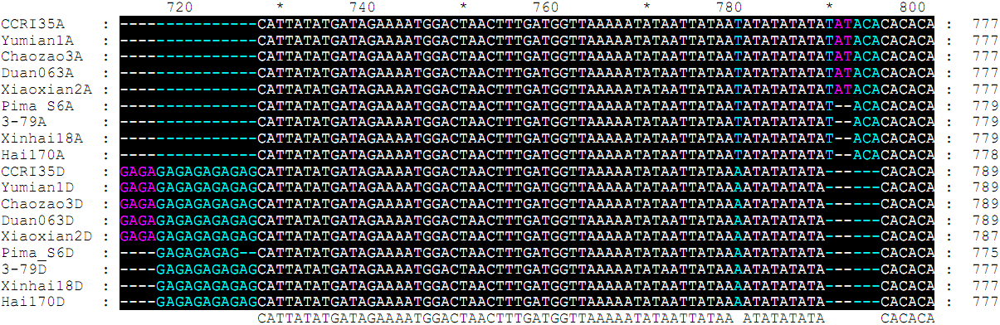 720 * 740 * 760 * 780 * 800
CCRI35A : ---------------CATTATATGATAGAAAATGGACTAACTTTGATGGTTAAAAATATAATTATAATATATATATATATACACACACA : 777
Yumian1A : ---------------CATTATATGATAGAAAATGGACTAACTTTGATGGTTAAAAATATAATTATAATATATATATATATACACACACA : 777
Chaozao3A : ---------------CATTATATGATAGAAAATGGACTAACTTTGATGGTTAAAAATATAATTATAATATATATATATATACACACACA : 777
Duan063A : ---------------CATTATATGATAGAAAATGGACTAACTTTGATGGTTAAAAATATAATTATAATATATATATATATACACACACA : 777
Xiaoxian2A : ---------------CATTATATGATAGAAAATGGACTAACTTTGATGGTTAAAAATATAATTATAATATATATATATATACACACACA : 777
Pima_S6A : ---------------CATTATATGATAGAAAATGGACTAACTTTGATGGTTAAAAATATAATTATAATATATATATAT--ACACACACA : 779
3-79A : ---------------CATTATATGATAGAAAATGGACTAACTTTGATGGTTAAAAATATAATTATAATATATATATAT--ACACACACA : 779
Xinhai18A : ---------------CATTATATGATAGAAAATGGACTAACTTTGATGGTTAAAAATATAATTATAATATATATATAT--ACACACACA : 779
Hai170A : ---------------CATTATATGATAGAAAATGGACTAACTTTGATGGTTAAAAATATAATTATAATATATATATAT--ACACACACA : 778
CCRI35D : GAGAGAGAGAGAGAGCATTATATGATAGAAAATGGACTAACTTTGATGGTTAAAAATATAATTATAAAATATATATA------CACACA : 789
Yumian1D : GAGAGAGAGAGAGAGCATTATATGATAGAAAATGGACTAACTTTGATGGTTAAAAATATAATTATAAAATATATATA------CACACA : 789
Chaozao3D : GAGAGAGAGAGAGAGCATTATATGATAGAAAATGGACTAACTTTGATGGTTAAAAATATAATTATAAAATATATATA------CACACA : 789
Duan063D : GAGAGAGAGAGAGAGCATTATATGATAGAAAATGGACTAACTTTGATGGTTAAAAATATAATTATAAAATATATATA------CACACA : 789
Xiaoxian2D : GAGAGAGAGAGAGAGCATTATATGATAGAAAATGGACTAACTTTGATGGTTAAAAATATAATTATAAAATATATATA------CACACA : 787
Pima_S6D : ----GAGAGAGAG--CATTATATGATAGAAAATGGACTAACTTTGATGGTTAAAAATATAATTATAAAATATATATA------CACACA : 775
3-79D : ----GAGAGAGAGAGCATTATATGATAGAAAATGGACTAACTTTGATGGTTAAAAATATAATTATAAAATATATATA------CACACA : 777
Xinhai18D : ----GAGAGAGAGAGCATTATATGATAGAAAATGGACTAACTTTGATGGTTAAAAATATAATTATAAAATATATATA------CACACA : 777
Hai170D : ----GAGAGAGAGAGCATTATATGATAGAAAATGGACTAACTTTGATGGTTAAAAATATAATTATAAAATATATATA------CACACA : 777
CATTATATGATAGAAAATGGACTAACTTTGATGGTTAAAAATATAATTATAA ATATATATA CACACA